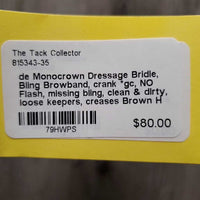 The Tack Collector
815343-35
de Monocrown Dressage Bridle,
Bling Browband, crank *gc, NO
Flash, missing bling, clean & dirty,
loose keepers, creases Brown H
79HWPS
$80.00